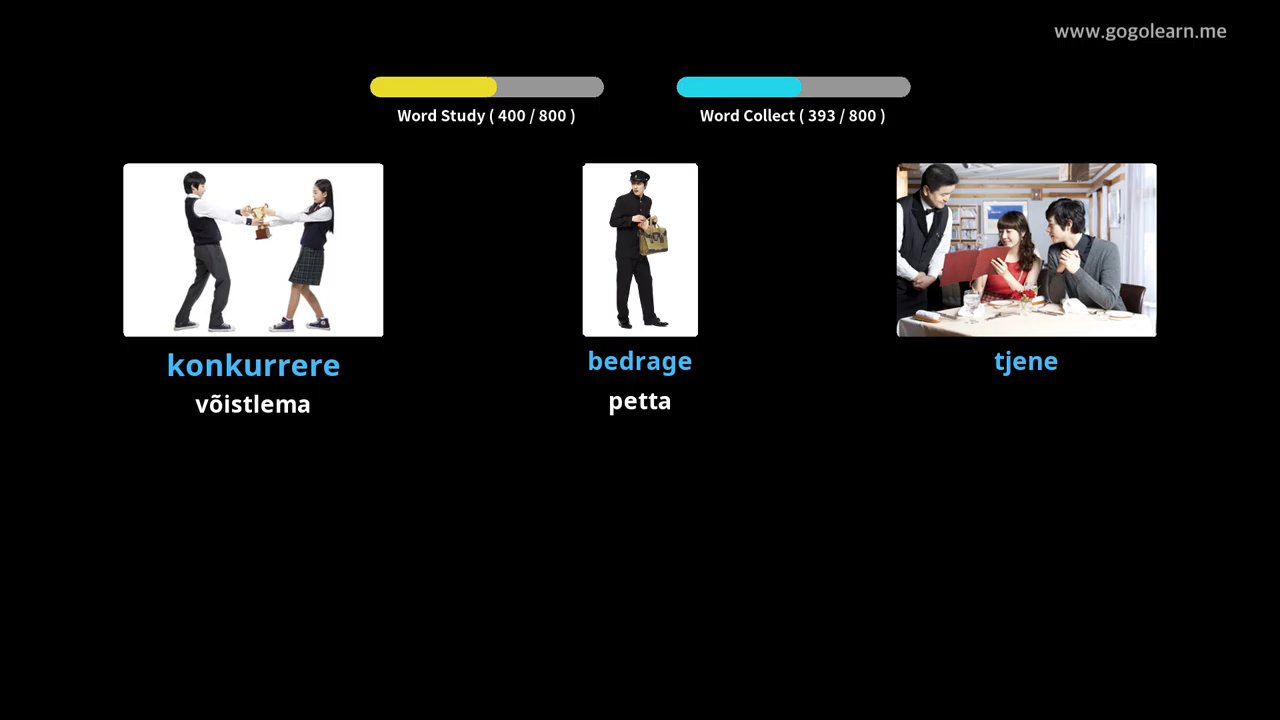 www.gogolearn.me
Word Study ( 400 / 800 )
Word Collect ( 393 / 800 )
konkurrere
võistlema
bedrage
petta
tjene